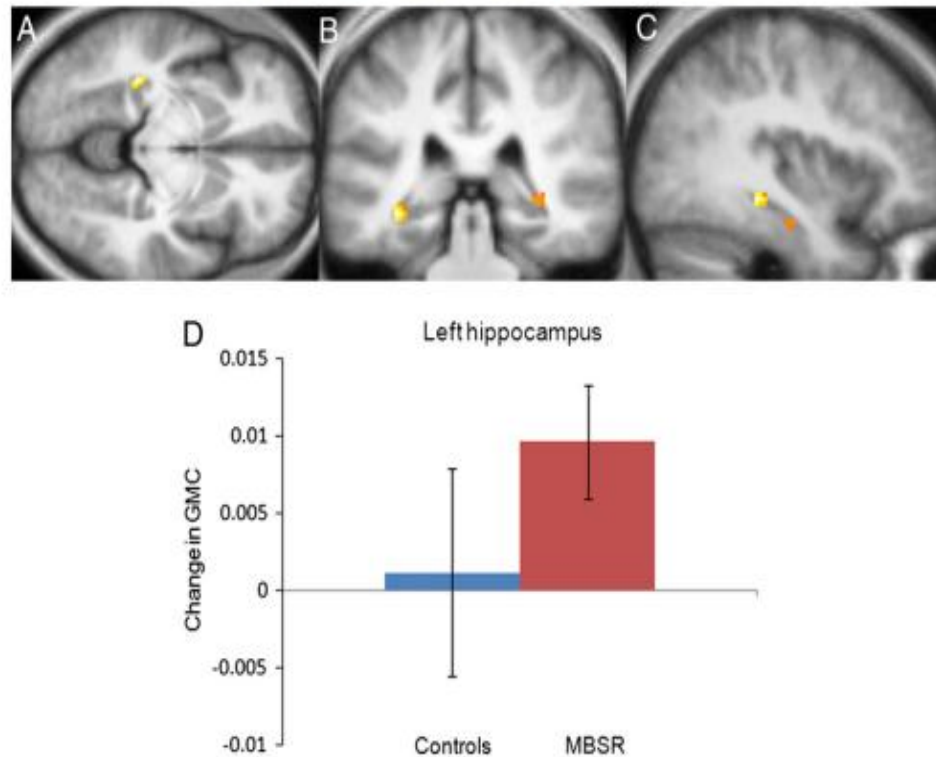 A B C
D Left hippocampus
0.015
0.01
0.005
0
-0.005
-0.01
Change in GMC
Controls MBSR